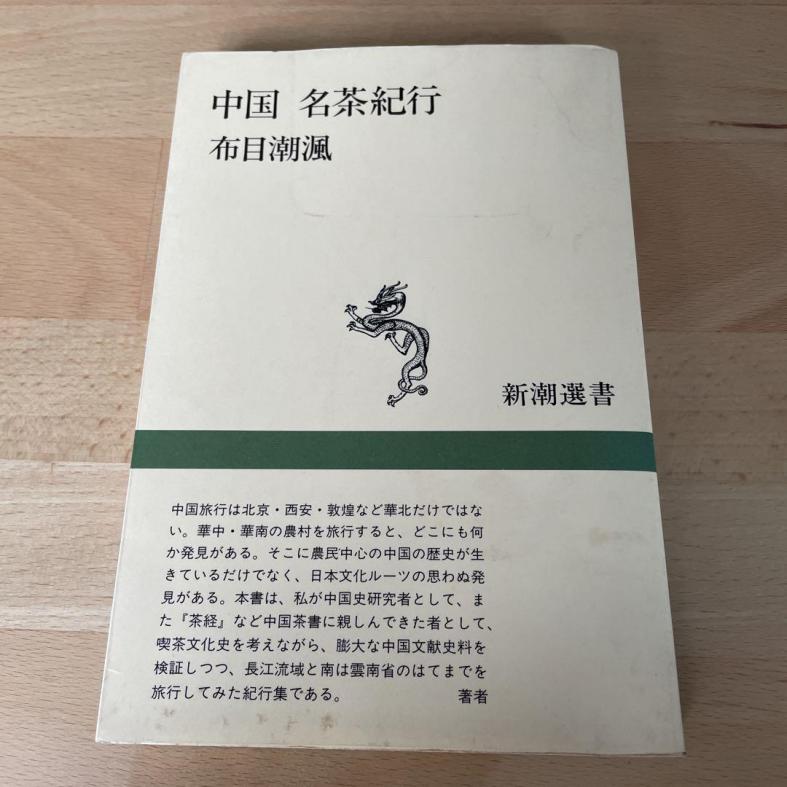 中国 名茶紀行
布目潮渢
新潮選書
中国旅行は北京・西安・敦煌など華北だけではな
い。華中・華南の農村を旅行すると、どこにも何
か発見がある。そこに農民中心の中国の歴史が生
きているだけでなく、日本文化ルーツの思わぬ発
見がある。本書は、私が中国史研究者として、ま
た『茶経』など中国茶書に親しんできた者として、
喫茶文化史を考えながら、膨大な中国文献史料を
検証しつつ、長江流域と南は雲南省のはてまでを
旅行してみた紀行集である。 著者